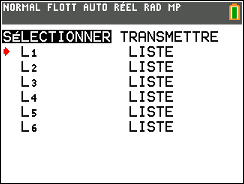 NORMAL FLOTT AUTO RÉEL RAD MP
SÉLECTIONNER TRANSMETTRE
L1 LISTE
L2 LISTE
L3 LISTE
L4 LISTE
L5 LISTE
L6 LISTE